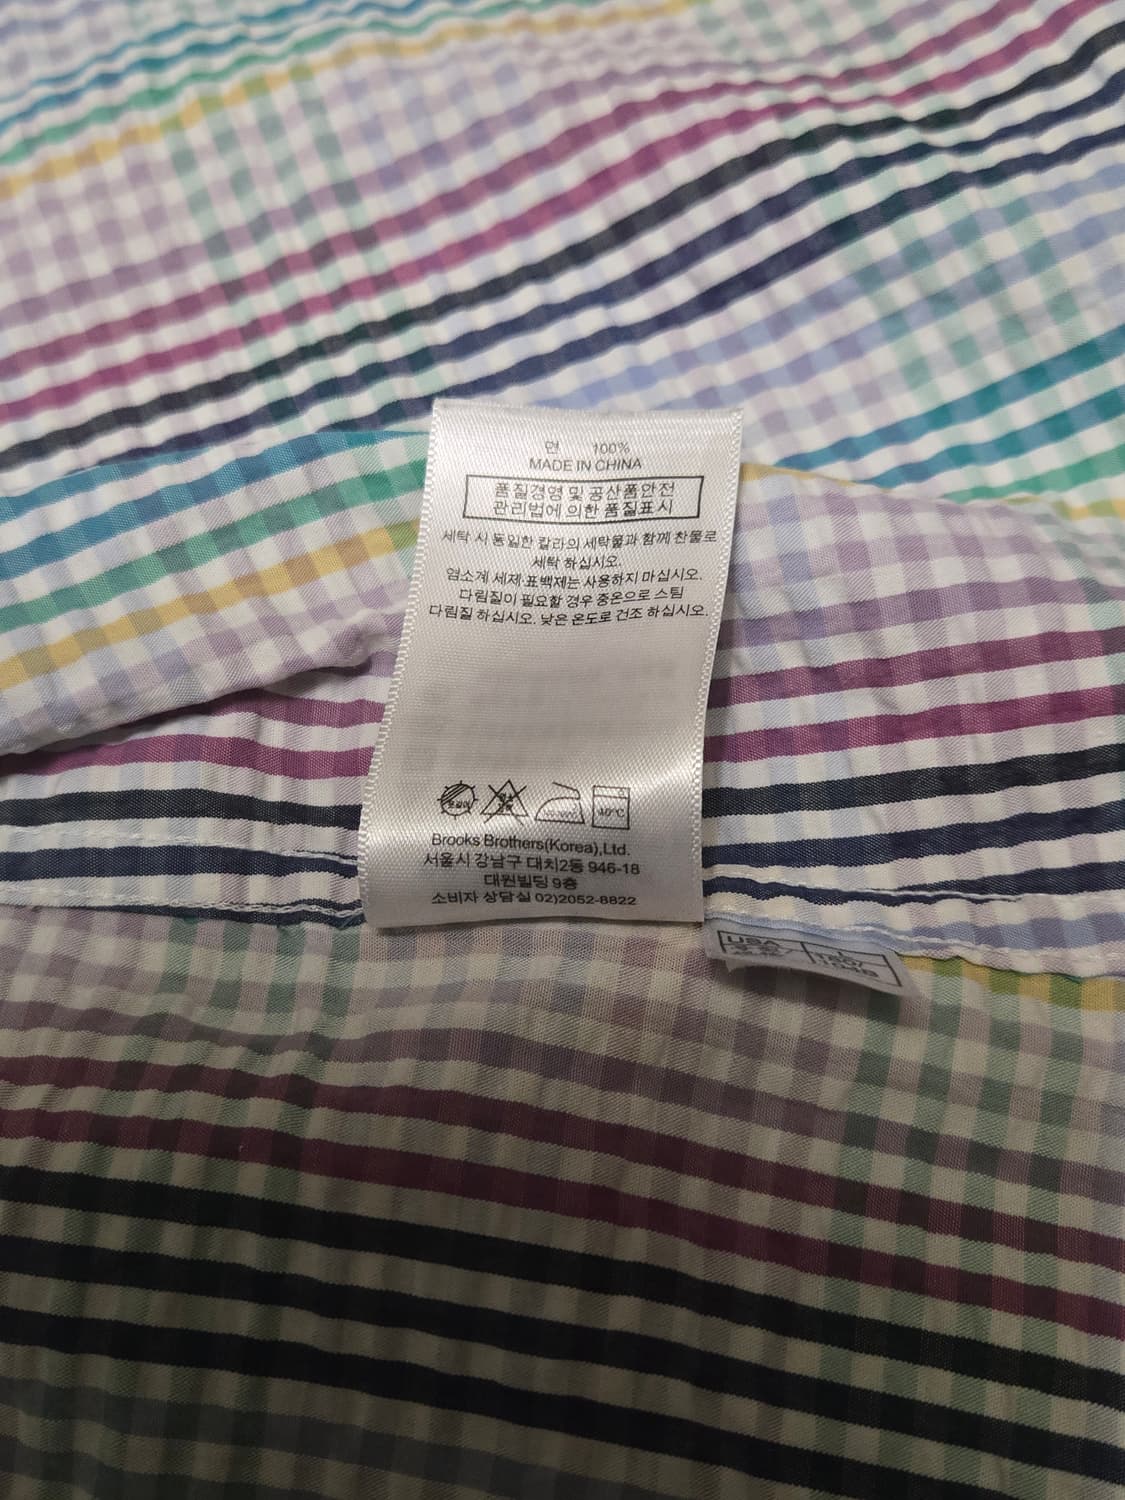 면 100%
MADE IN CHINA
품질경영 및 공산품안전
관리법에 의한 품질표시
세탁 시 동일한 칼라의 세탁물과 함께 찬물로
세탁 하십시오.
염소계 세제·표백제는 사용하지 마십시오.
다림질이 필요할 경우 중온으로 스팀
다림질 하십시오. 낮은 온도로 건조 하십시오.
40°C
Brooks Brothers(Korea),Ltd.
서울시 강남구 대치2동 946-18
대원빌딩 9층
소비자 상담실 02)2052-8822
USA